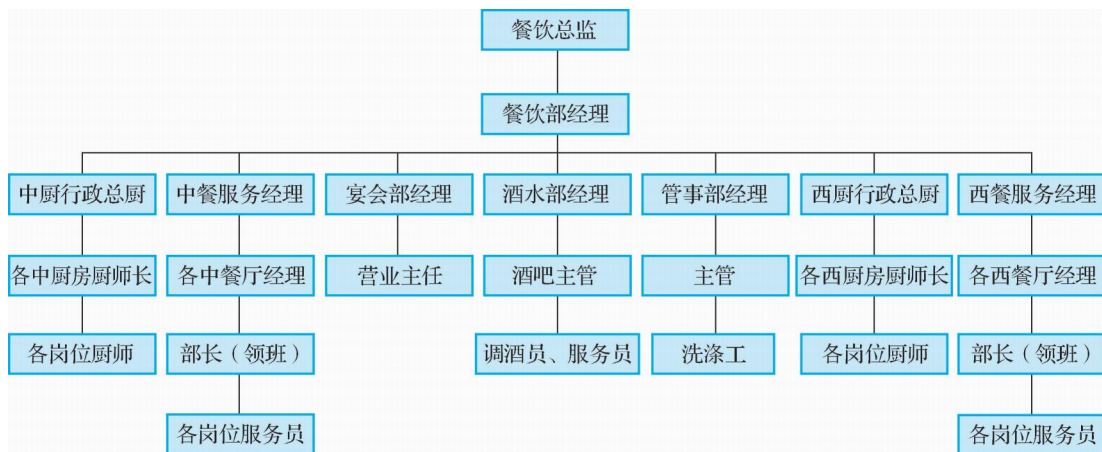 餐饮总监
餐饮部经理
中厨行政总厨
中餐服务经理
宴会部经理
酒水部经理
管事部经理
西厨行政总厨
西餐服务经理
各中厨房厨师长
各中餐厅经理
营业主任
酒吧主管
主管
各西厨房厨师长
各西餐厅经理
各岗位厨师
部长（领班）
调酒员、服务员
洗涤工
各岗位厨师
部长（领班）
各岗位服务员
各岗位服务员